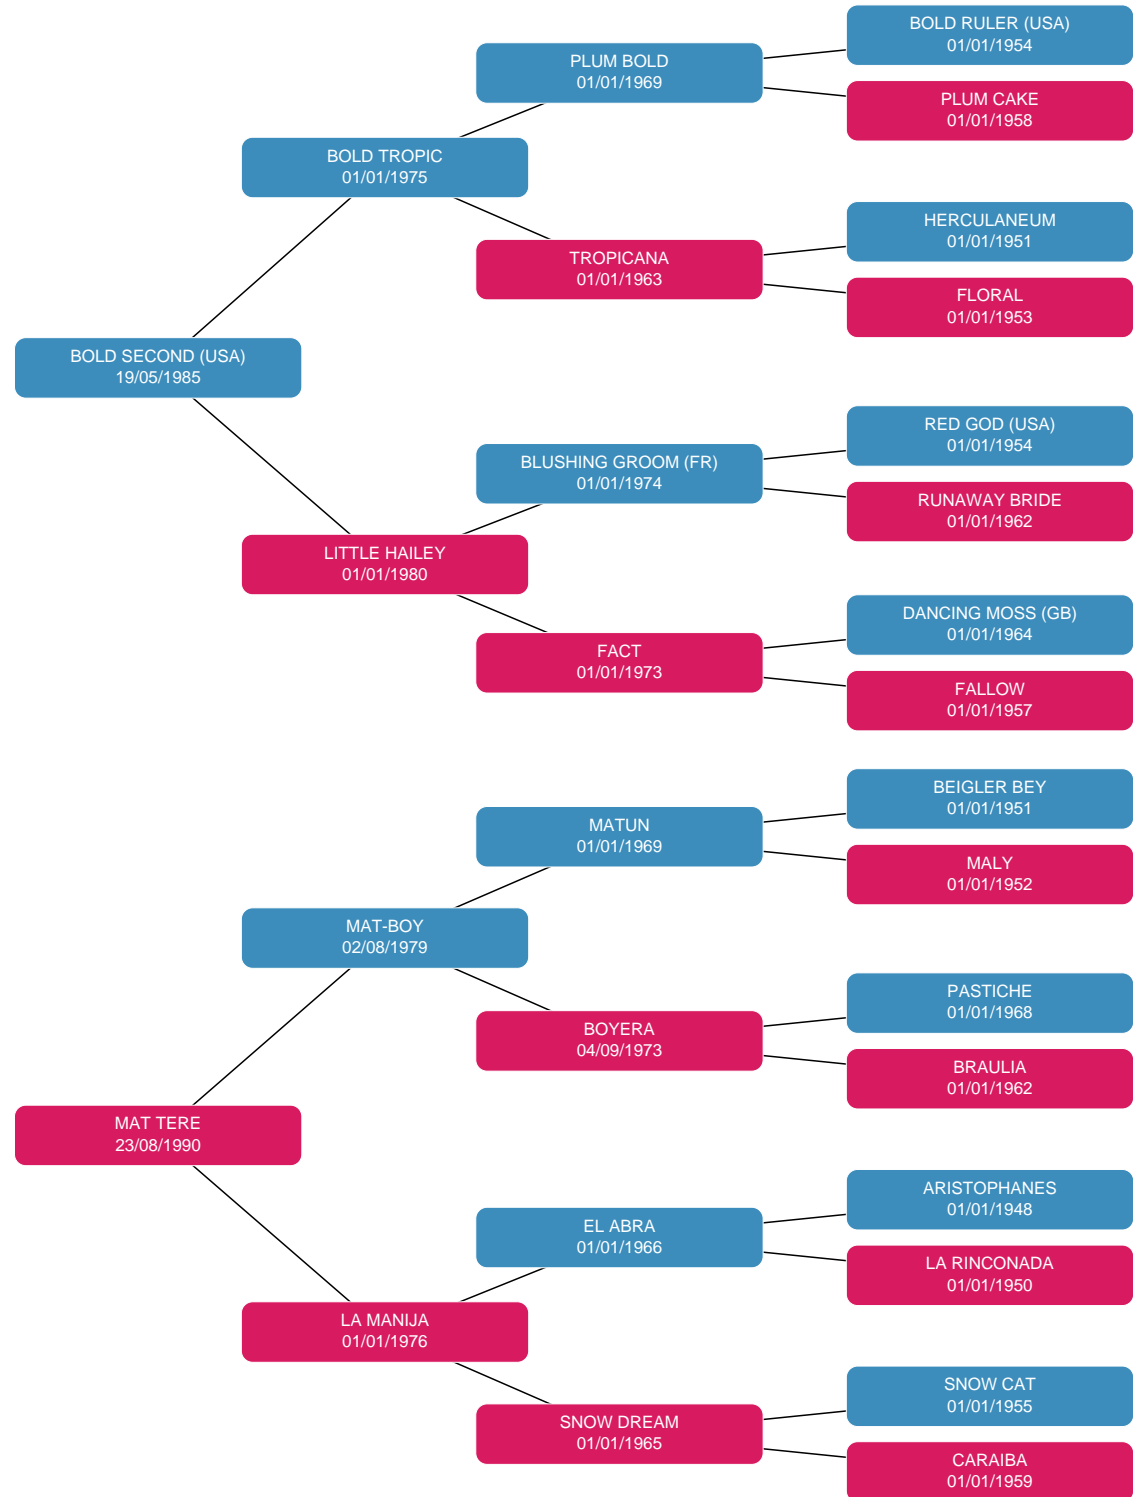 BOLD RULER (USA)
01/01/1954
PLUM BOLD
01/01/1969
PLUM CAKE
01/01/1958
BOLD TROPIC
01/01/1975
HERCULANEUM
01/01/1951
TROPICANA
01/01/1963
FLORAL
01/01/1953
BOLD SECOND (USA)
19/05/1985
RED GOD (USA)
01/01/1954
BLUSHING GROOM (FR)
01/01/1974
RUNAWAY BRIDE
01/01/1962
LITTLE HAILEY
01/01/1980
DANCING MOSS (GB)
01/01/1964
FACT
01/01/1973
FALLOW
01/01/1957
BEIGLER BEY
01/01/1951
MATUN
01/01/1969
MALY
01/01/1952
MAT-BOY
02/08/1979
PASTICHE
01/01/1968
BOYERA
04/09/1973
BRAULIA
01/01/1962
MAT TERE
23/08/1990
ARISTOPHANES
01/01/1948
EL ABRA
01/01/1966
LA RINCONADA
01/01/1950
LA MANIJA
01/01/1976
SNOW CAT
01/01/1955
SNOW DREAM
01/01/1965
CARAIBA
01/01/1959